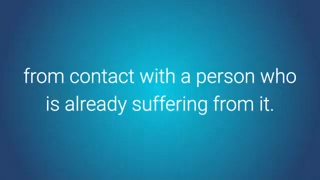 from contact with a person who
is already suffering from it.